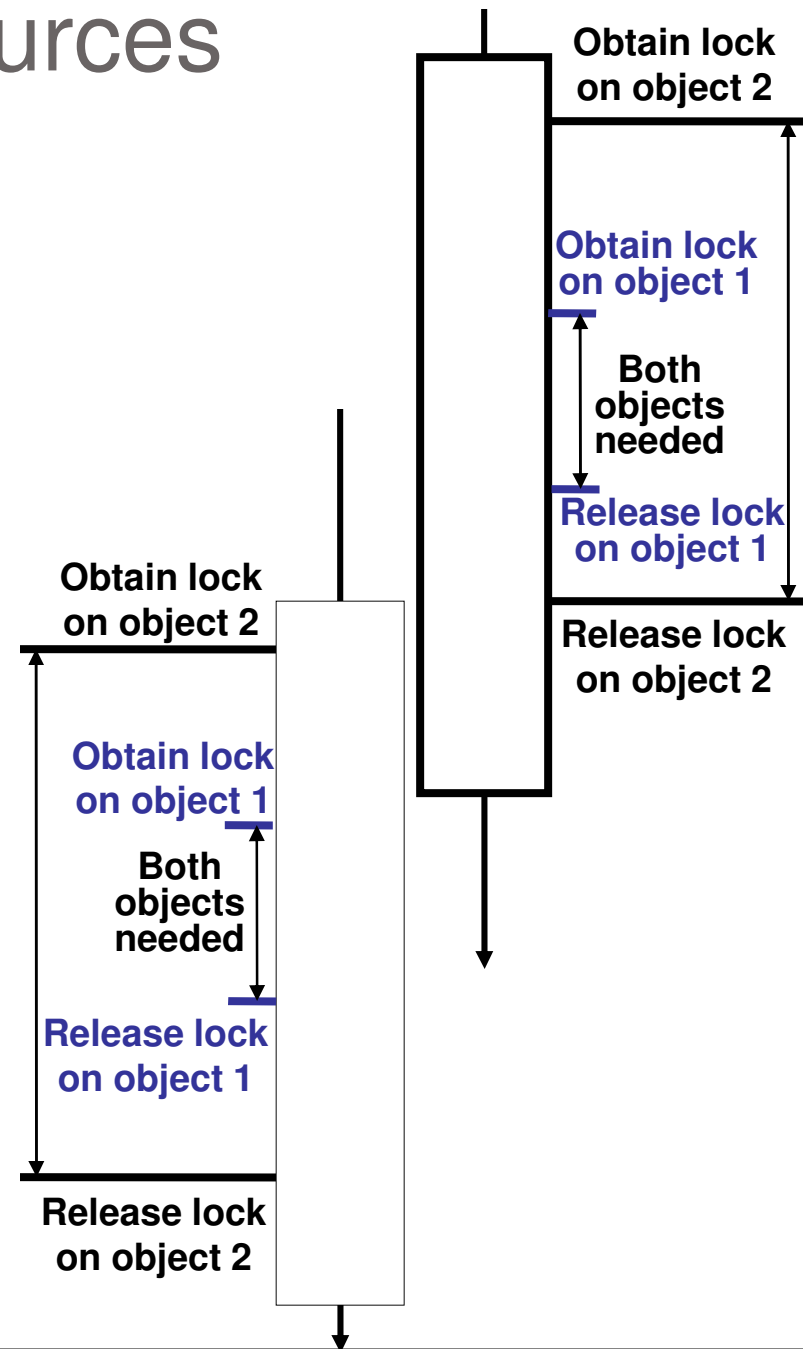 urces
Obtain lock
on object 2
Obtain lock
on object 1
Both
objects
needed
Release lock
on object 1
Release lock
on object 2
Obtain lock
on object 2
Obtain lock
on object 1
Both
objects
needed
Release lock
on object 1
Release lock
on object 2